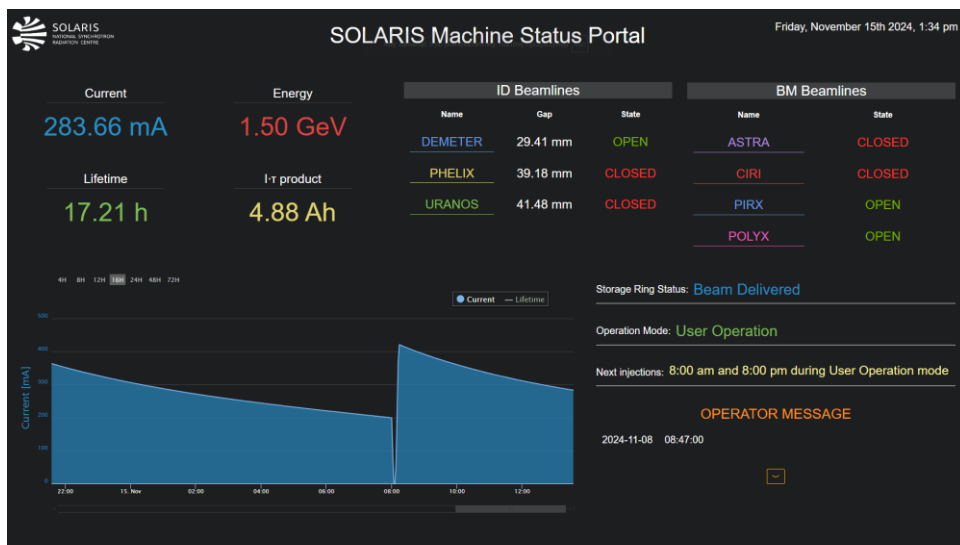 SOLARIS
NATIONAL SYNCHROTRON
RADIATION CENTRE
SOLARIS Machine Status Portal
Friday, November 15th 2024, 1:34 pm
Current
283.66 mA
Energy
1.50 GeV
Lifetime
17.21 h
I·τ product
4.88 Ah
ID Beamlines
Name Gap State
DEMETER 29.41 mm OPEN
PHELIX 39.18 mm CLOSED
URANOS 41.48 mm CLOSED
BM Beamlines
Name State
ASTRA CLOSED
CIRI CLOSED
PIRX OPEN
POLYX OPEN
4H 8H 12H 16H 24H 48H 72H
Current Lifetime
Current [mA]
500
400
300
200
100
0
22:00 15. Nov 02:00 04:00 06:00 08:00 10:00 12:00
Storage Ring Status: Beam Delivered
Operation Mode: User Operation
Next injections: 8:00 am and 8:00 pm during User Operation mode
OPERATOR MESSAGE
2024-11-08 08:47:00